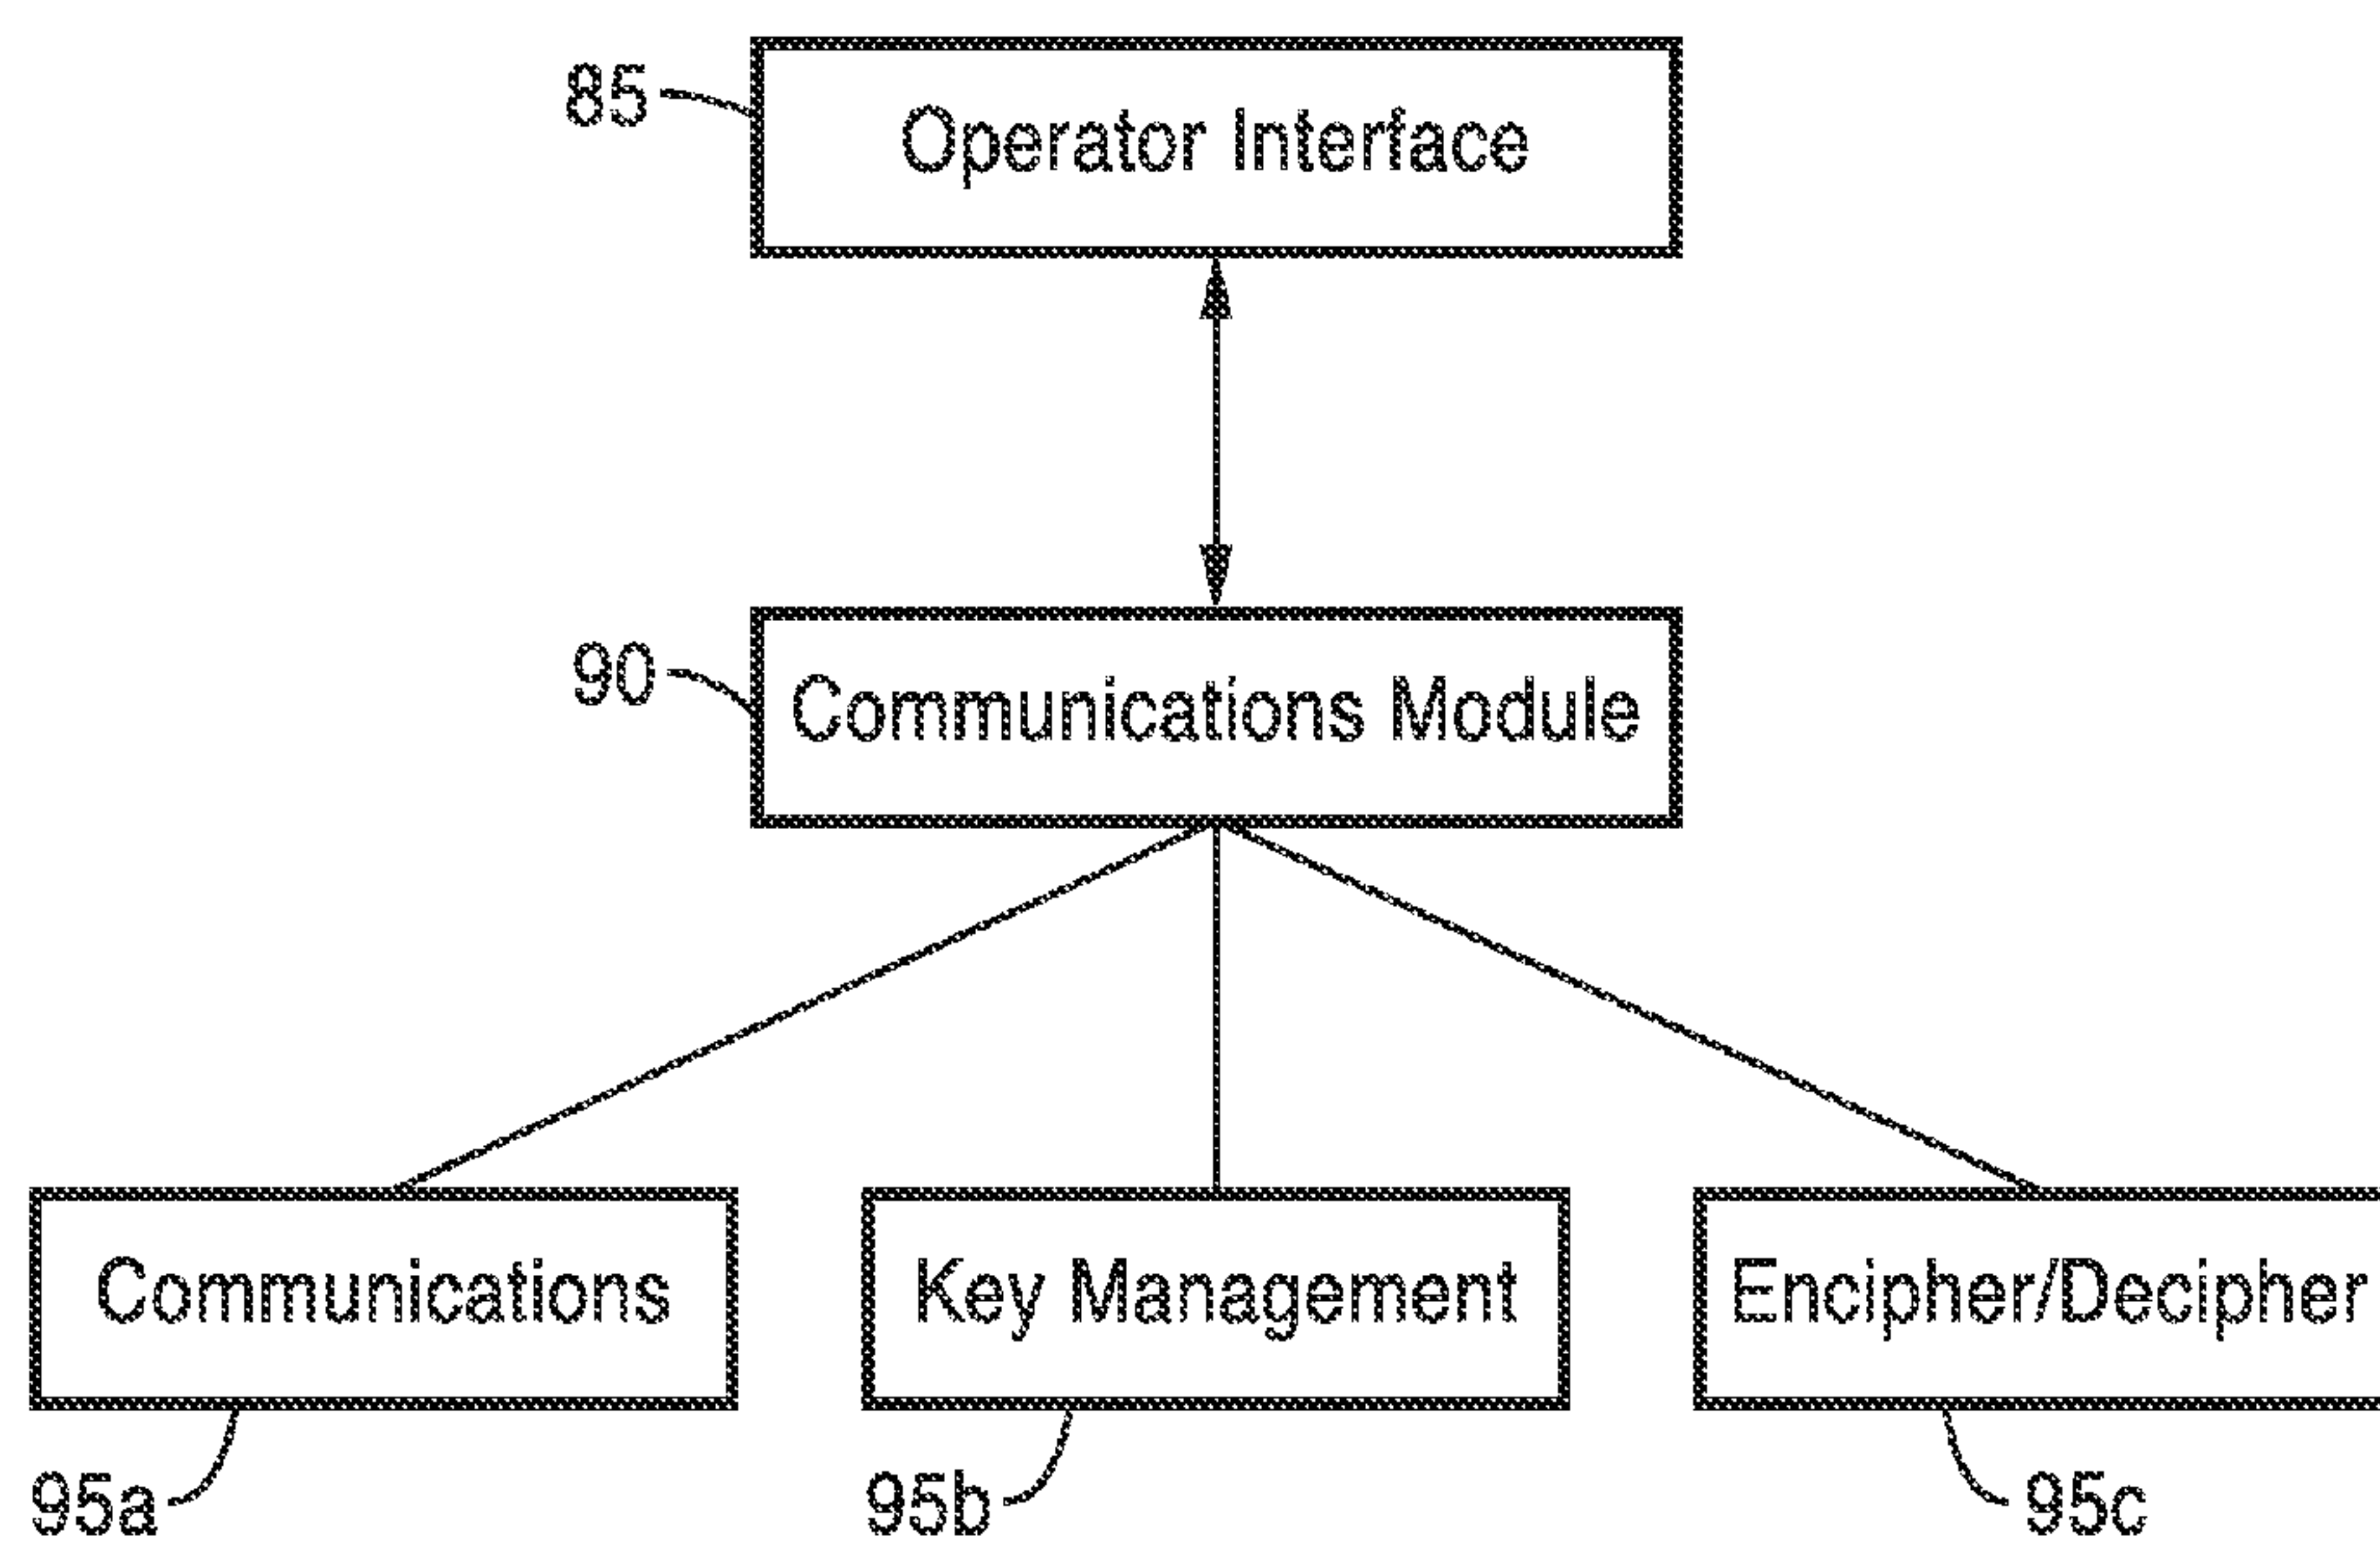 85
Operator Interface
90
Communications Module
Communications
Key Management
Encipher/Decipher
95a
95b
95c